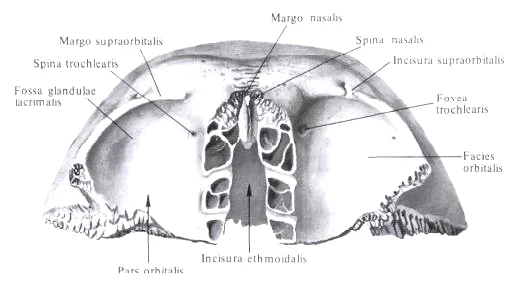 Margo nasalis
Margo supraorbitalis
Spina nasalis
Spina trochlearis
Incisura supraorbitalis
Fossa glandulae
lacrimalis
Fovea
trochlearis
Facies
orbitalis
Incisura ethmoidalis
Pars orbitalis